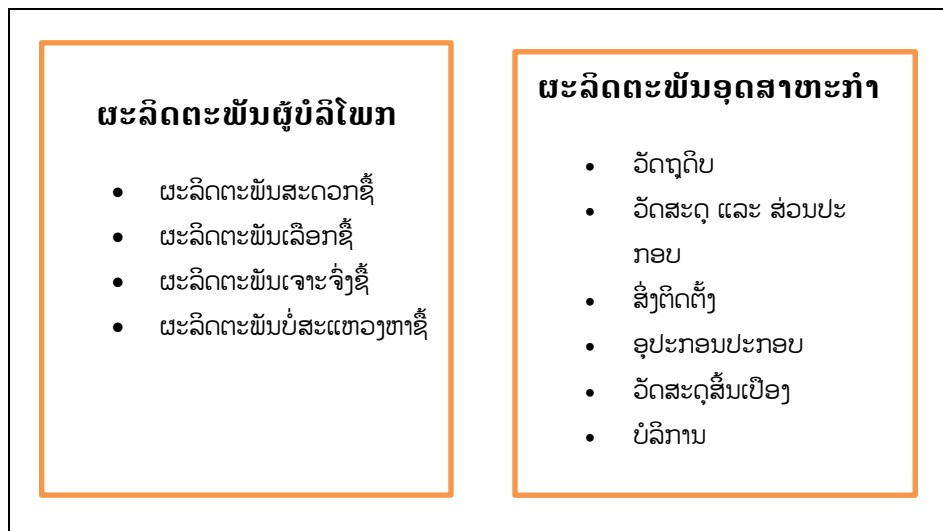 ຜະລິດຕະພັນຜູ້ບໍລິໂພກ
• ຜະລິດຕະພັນສະດວກຊື້
• ຜະລິດຕະພັນເລືອກຊື້
• ຜະລິດຕະພັນເຈາະຈົ່ງຊື້
• ຜະລິດຕະພັນບໍ່ສະແຫວງຫາຊື້
ຜະລິດຕະພັນອຸດສາຫະກຳ
• ວັດຖຸດິບ
• ວັດສະດຸ ແລະ ສ່ວນປະ
ກອບ
• ສິ່ງຕິດຕັ້ງ
• ອຸປະກອນປະກອບ
• ວັດສະດຸສິ້ນເປືອງ
• ບໍລິການ